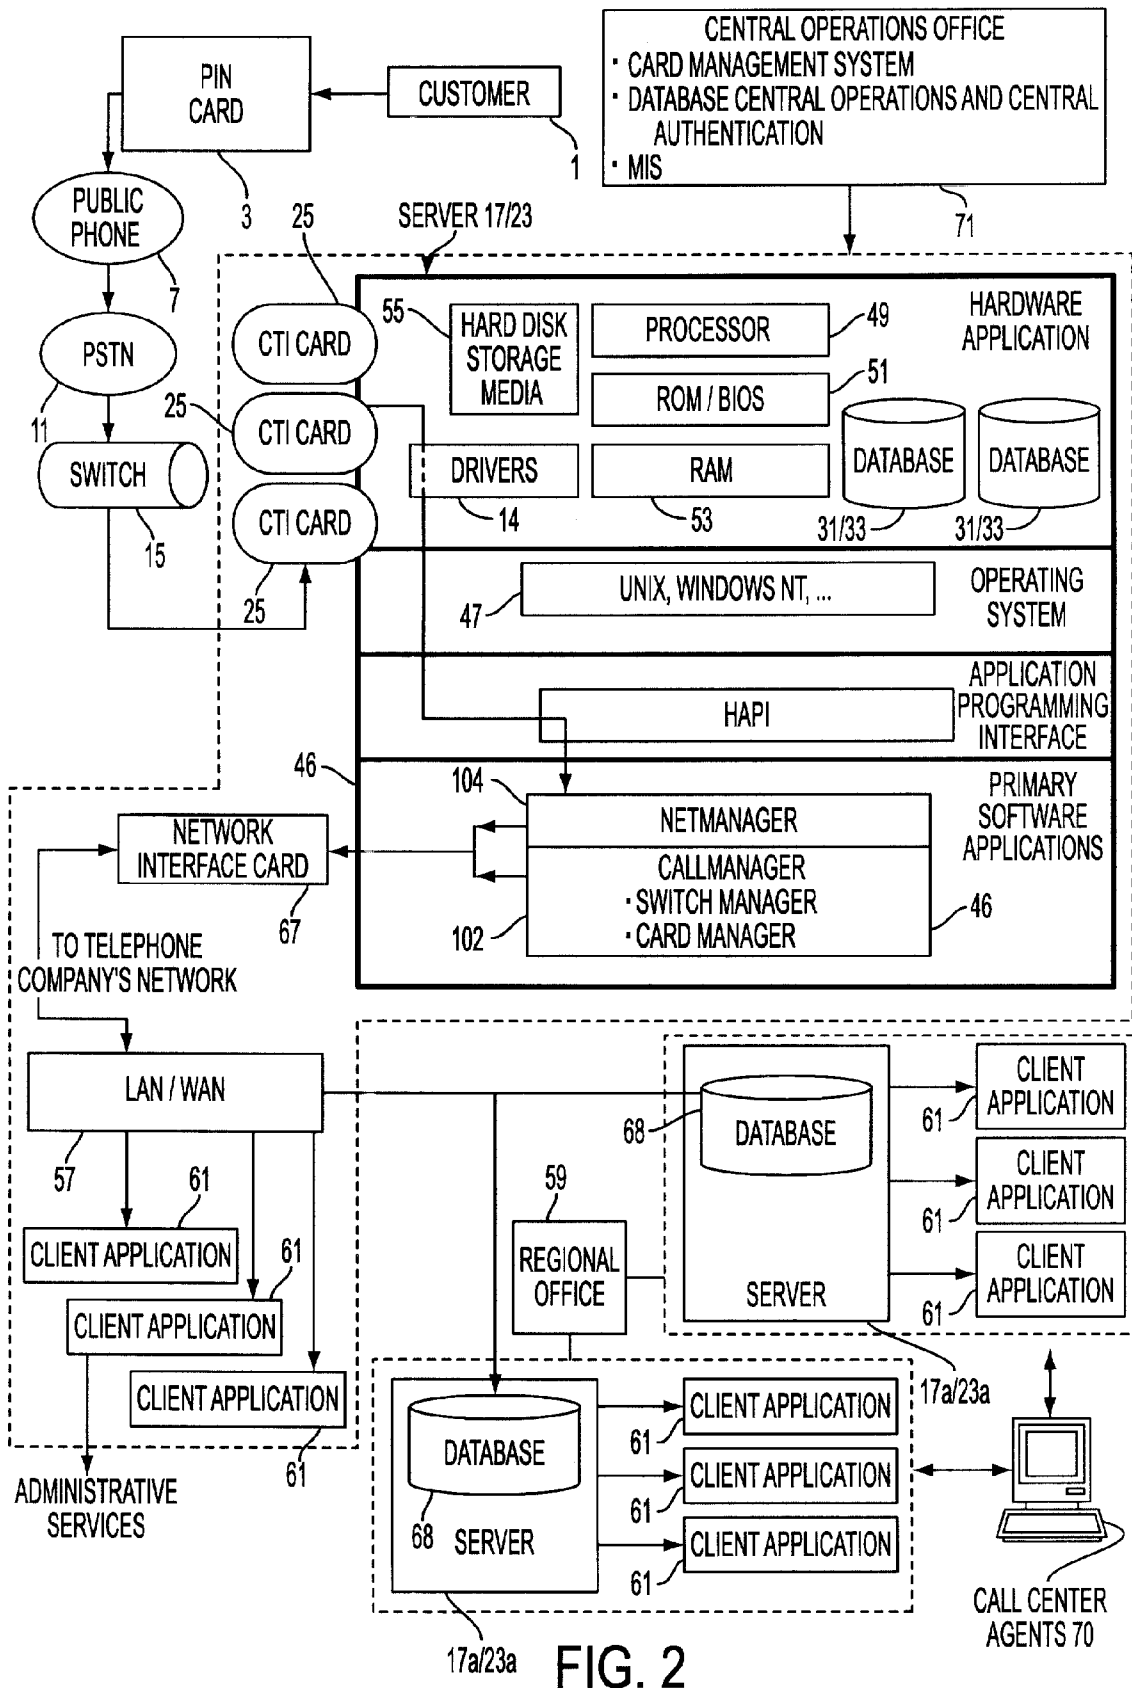 CENTRAL OPERATIONS OFFICE
· CARD MANAGEMENT SYSTEM
· DATABASE CENTRAL OPERATIONS AND CENTRAL
AUTHENTICATION
· MIS
71
PIN
CARD
3
CUSTOMER
1
PUBLIC
PHONE
7
PSTN
11
SWITCH
15
SERVER 17/23
25
CTI CARD
25
CTI CARD
CTI CARD
25
55
HARD DISK
STORAGE
MEDIA
PROCESSOR
49
HARDWARE
APPLICATION
ROM / BIOS
51
DRIVERS
14
RAM
53
DATABASE
31/33
DATABASE
31/33
UNIX, WINDOWS NT, ...
47
OPERATING
SYSTEM
HAPI
APPLICATION
PROGRAMMING
INTERFACE
46
104
NETMANAGER
PRIMARY
SOFTWARE
APPLICATIONS
CALLMANAGER
· SWITCH MANAGER
· CARD MANAGER
102
46
NETWORK
INTERFACE CARD
67
TO TELEPHONE
COMPANY'S NETWORK
LAN / WAN
57
61
CLIENT APPLICATION
61
CLIENT APPLICATION
CLIENT APPLICATION
61
ADMINISTRATIVE
SERVICES
68
DATABASE
SERVER
17a/23a
CLIENT
APPLICATION
61
CLIENT
APPLICATION
61
CLIENT
APPLICATION
61
59
REGIONAL
OFFICE
DATABASE
68
SERVER
17a/23a
CLIENT APPLICATION
61
CLIENT APPLICATION
61
CLIENT APPLICATION
61
CALL CENTER
AGENTS 70
FIG. 2